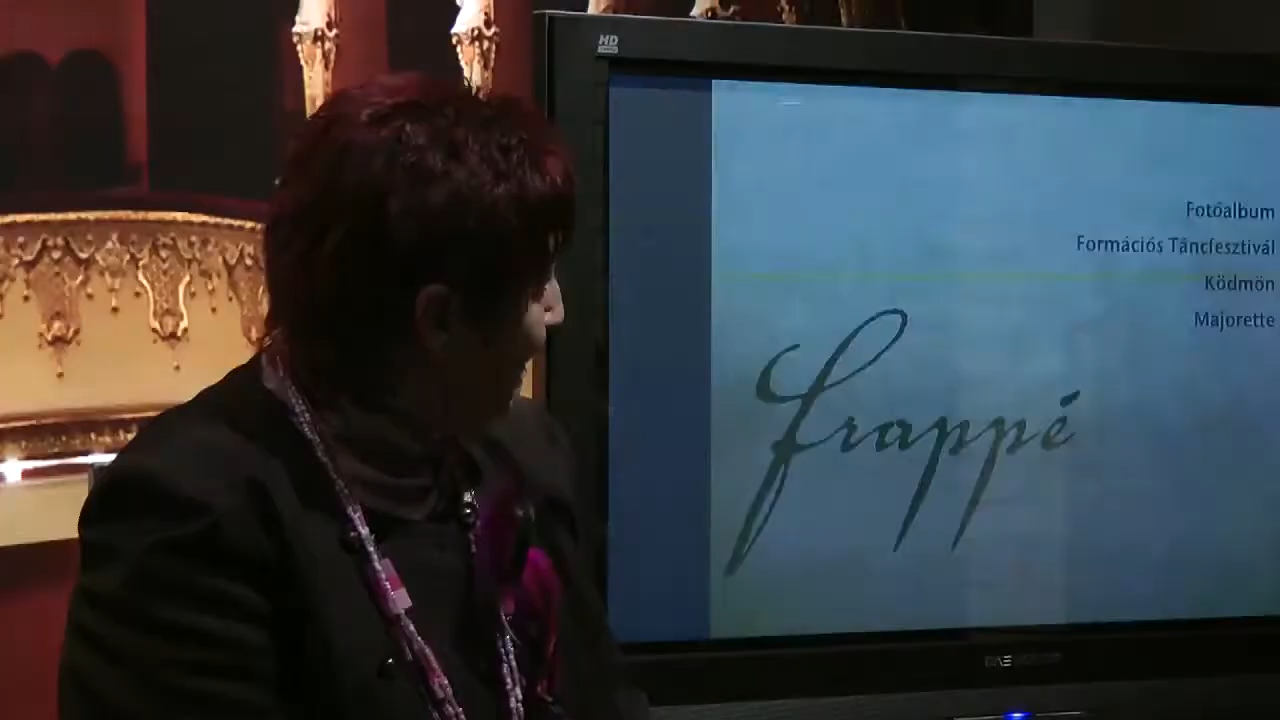 HD
Fotóalbum
Formációs Táncfesztivál
Ködmön
Majorette
frappé